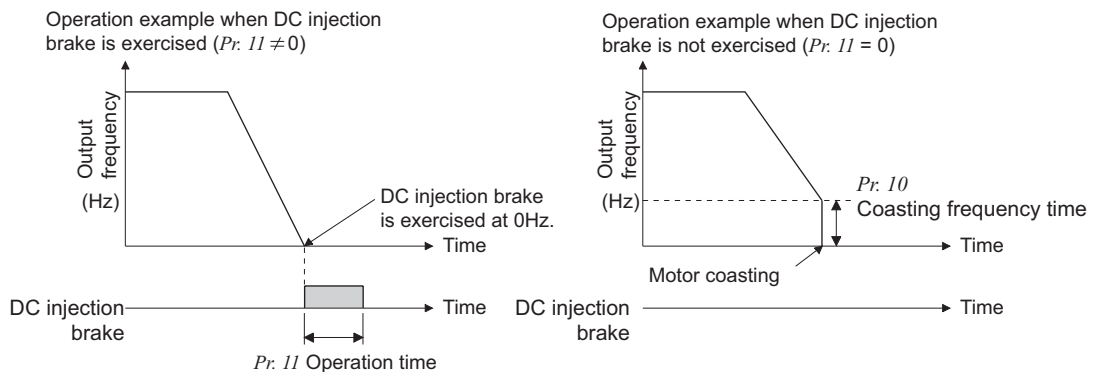 Operation example when DC injection
brake is exercised (Pr. 11 ≠ 0)
Output
frequency
(Hz)
DC injection brake
is exercised at 0Hz.
Time
DC injection
brake
Time
Pr. 11 Operation time
Operation example when DC injection
brake is not exercised (Pr. 11 = 0)
Output
frequency
(Hz)
Pr. 10
Coasting frequency time
Time
Motor coasting
DC injection
brake
Time